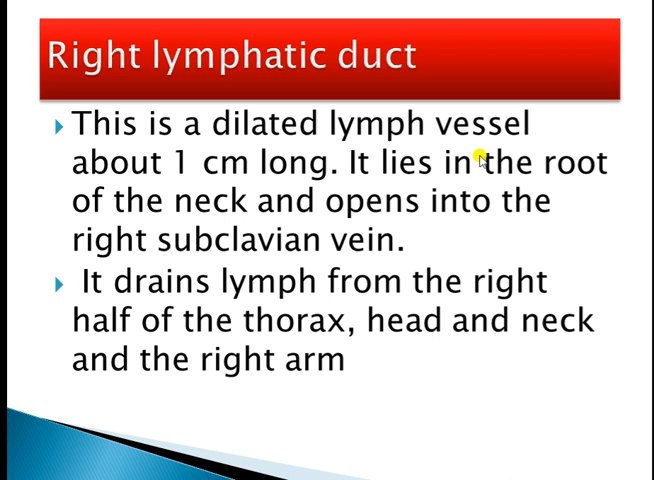 Right lymphatic duct
This is a dilated lymph vessel
about 1 cm long. It lies in the root
of the neck and opens into the
right subclavian vein.
It drains lymph from the right
half of the thorax, head and neck
and the right arm